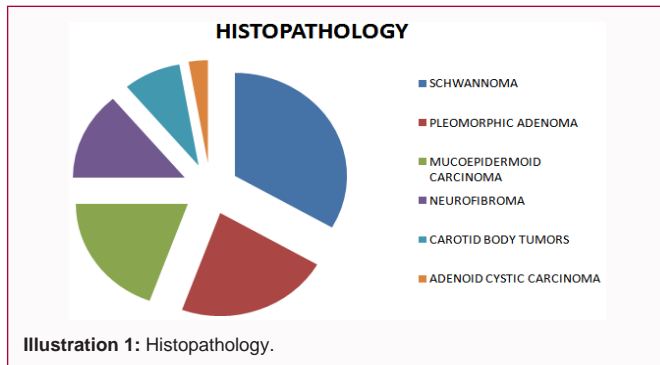 HISTOPATHOLOGY
SCHWANNOMA
PLEOMORPHIC ADENOMA
MUCOEPIDERMOID
CARCINOMA
NEUROFIBROMA
CAROTID BODY TUMORS
ADENOID CYSTIC CARCINOMA
Illustration 1: Histopathology.